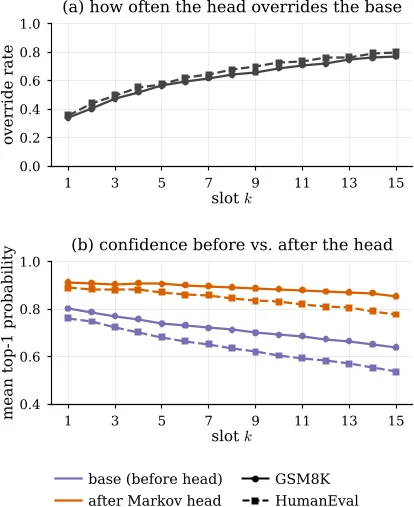 (a) how often the head overrides the base
override rate
1.0
0.8
0.6
0.4
0.2
0.0
1 3 5 7 9 11 13 15
slot k
(b) confidence before vs. after the head
mean top-1 probability
1.0
0.8
0.6
0.4
1 3 5 7 9 11 13 15
slot k
base (before head) GSM8K
after Markov head HumanEval